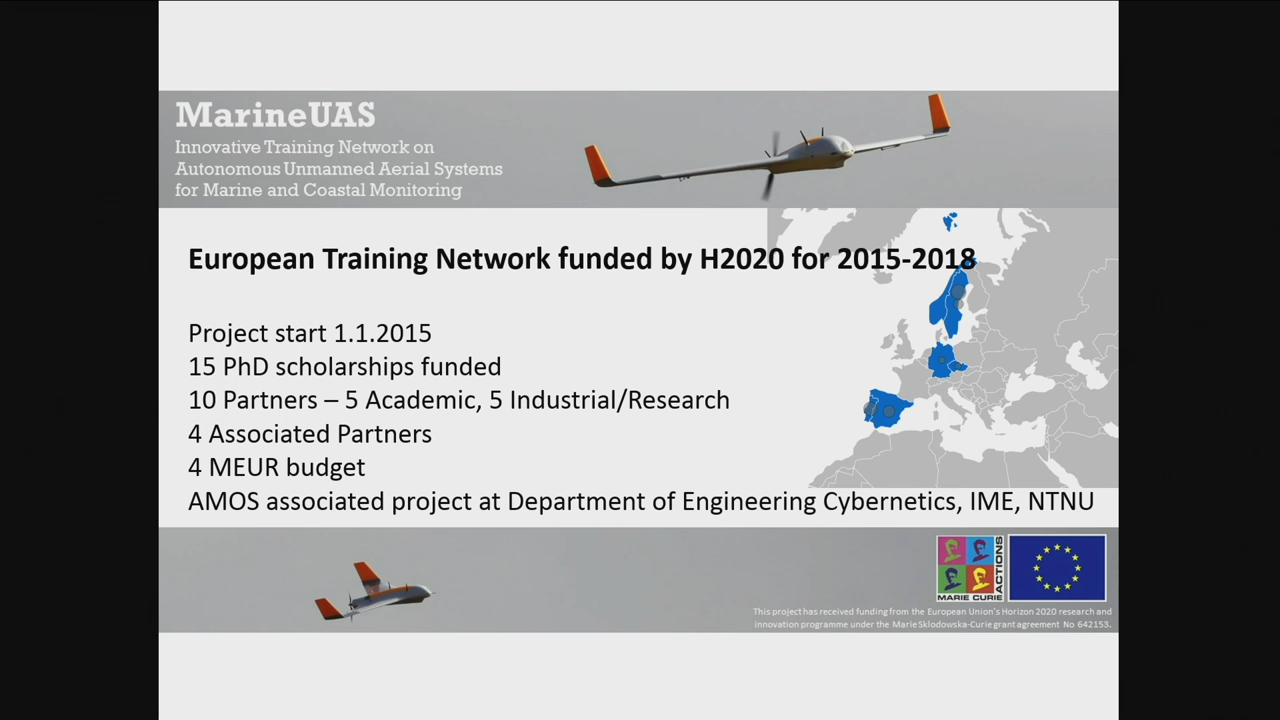 MarineUAS
Innovative Training Network on
Autonomous Unmanned Aerial Systems
for Marine and Coastal Monitoring
European Training Network funded by H2020 for 2015-2018
Project start 1.1.2015
15 PhD scholarships funded
10 Partners – 5 Academic, 5 Industrial/Research
4 Associated Partners
4 MEUR budget
AMOS associated project at Department of Engineering Cybernetics, IME, NTNU
MARIE CURIE
ACTIONS
This project has received funding from the European Union's Horizon 2020 research and
innovation programme under the Marie Sklodowska-Curie grant agreement No 642153.